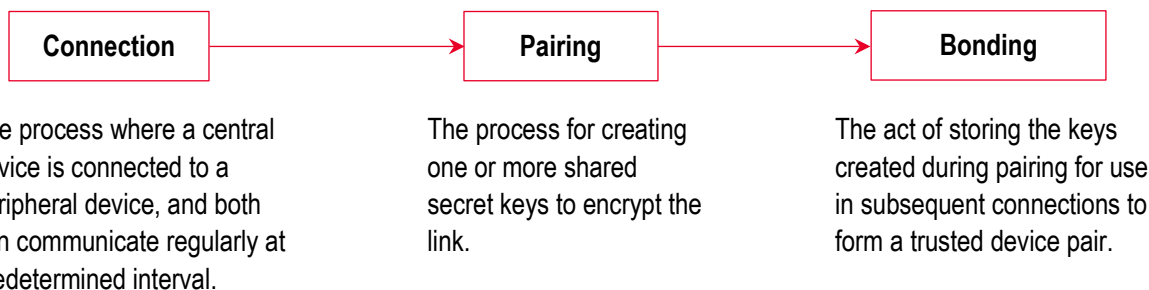 Connection
Pairing
Bonding
e process where a central
vice is connected to a
ripheral device, and both
n communicate regularly at
edetermined interval.
The process for creating
one or more shared
secret keys to encrypt the
link.
The act of storing the keys
created during pairing for use
in subsequent connections to
form a trusted device pair.